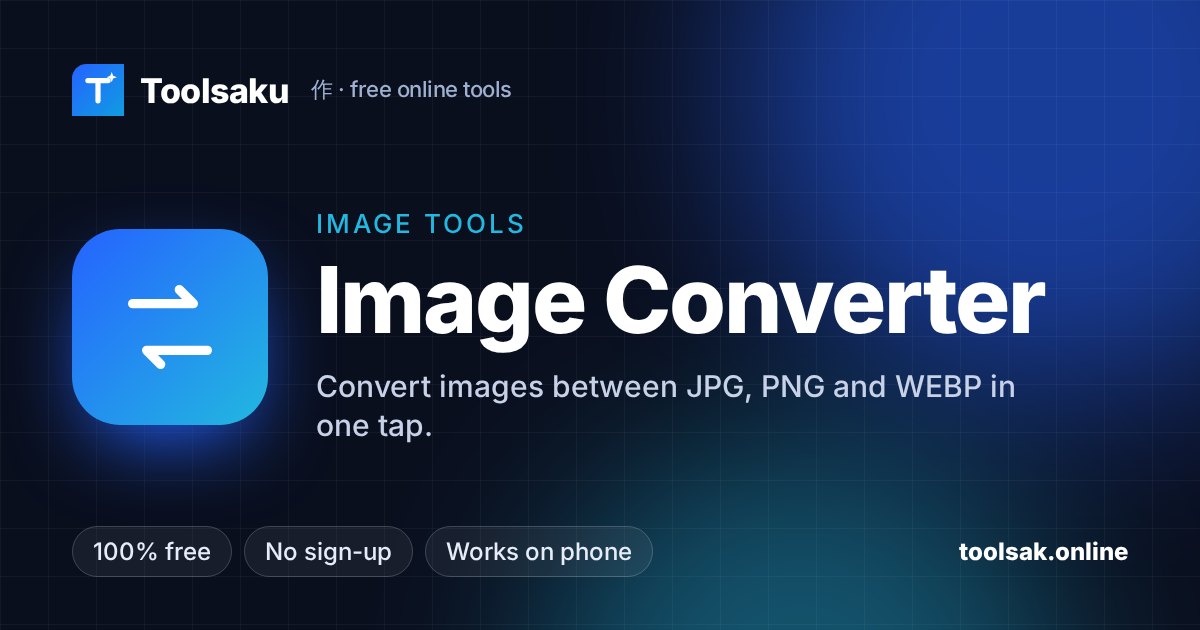 Toolsaku 作 · free online tools
IMAGE TOOLS
Image Converter
Convert images between JPG, PNG and WEBP in
one tap.
100% free No sign-up Works on phone toolsak.online